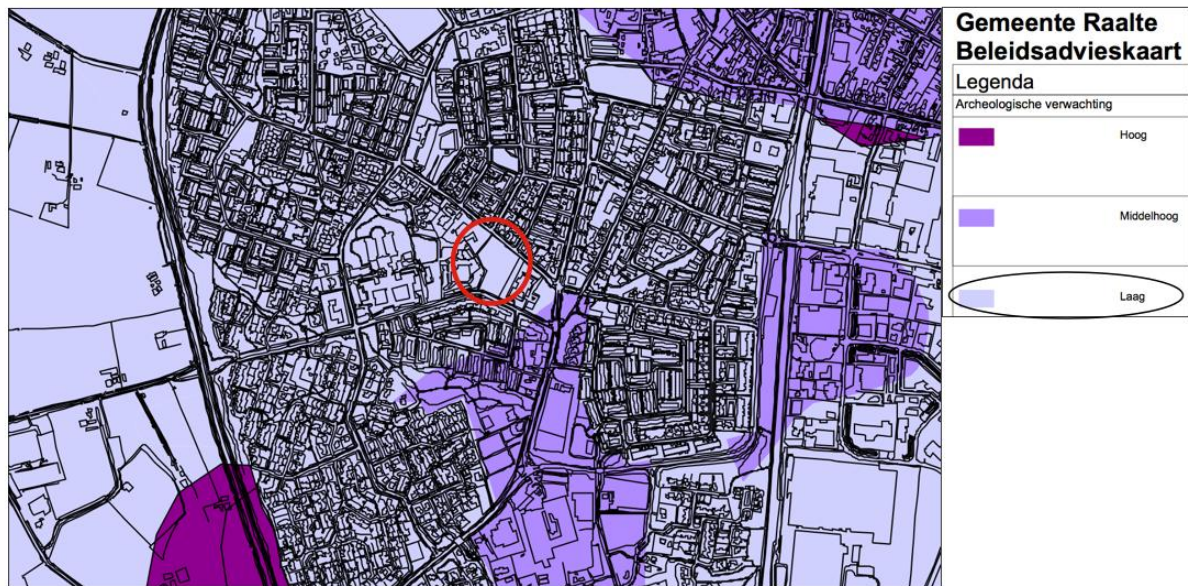 Gemeente Raalte
Beleidsadvieskaart
Legenda
Archeologische verwachting
Hoog
Middelhoog
Laag